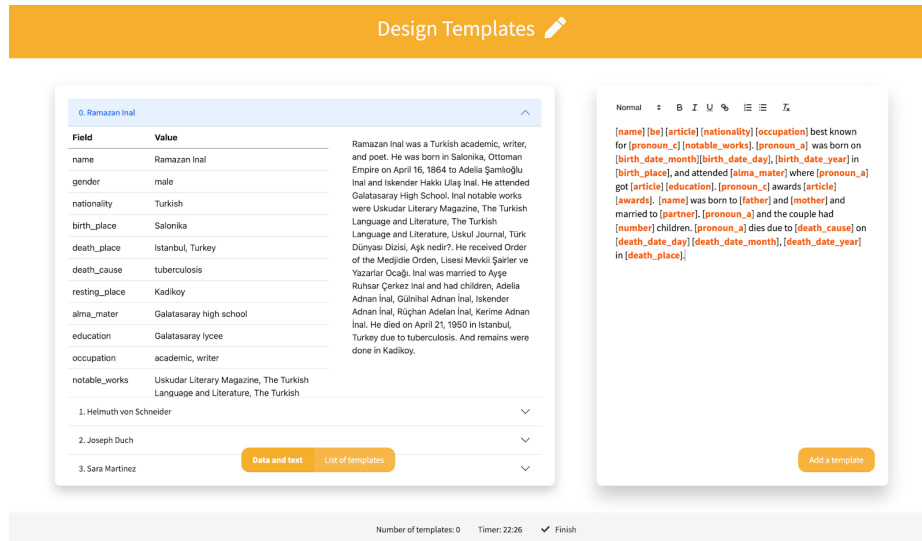 Design Templates
0. Ramazan Inal
Field Value
name Ramazan Inal
gender male
nationality Turkish
birth_place Salonika
death_place Istanbul, Turkey
death_cause tuberculosis
resting_place Kadikoy
alma_mater Galatasaray high school
education Galatasaray lycee
occupation academic, writer
notable_works Uskudar Literary Magazine, The Turkish
Language and Literature, The Turkish
Ramazan Inal was a Turkish academic, writer,
and poet. He was born in Salonika, Ottoman
Empire on April 16, 1864 to Adelia Şamlıoğlu
Inal and Iskender Hakkı Ulaş Inal. He attended
Galatasaray High School. Inal notable works
were Uskudar Literary Magazine, The Turkish
Language and Literature, The Turkish
Language and Literature, Uskul Journal, Türk
Dünyası Dizisi, Aşk nedir?. He received Order
of the Medjidie Orden, Lisesi Mevkii Şairler ve
Yazarlar Ocağı. Inal was married to Ayşe
Ruhsar Çerkez Inal and had children, Adelia
Adnan İnal, Gülnihal Adnan İnal, Iskender
Adnan İnal, Rüçhan Adelan İnal, Kerime Adnan
İnal. He died on April 21, 1950 in Istanbul,
Turkey due to tuberculosis. And remains were
done in Kadikoy.
1. Helmuth von Schneider
2. Joseph Duch
3. Sara Martinez
Data and text List of templates
Normal B I U
[name] [be] [article] [nationality] [occupation] best known
for [pronoun_c] [notable_works]. [pronoun_a] was born on
[birth_date_month][birth_date_day], [birth_date_year] in
[birth_place], and attended [alma_mater] where [pronoun_a]
got [article] [education]. [pronoun_c] awards [article]
[awards]. [name] was born to [father] and [mother] and
married to [partner]. [pronoun_a] and the couple had
[number] children. [pronoun_a] dies due to [death_cause] on
[death_date_day] [death_date_month], [death_date_year]
in [death_place].
Add a template
Number of templates: 0 Timer: 22:26 Finish